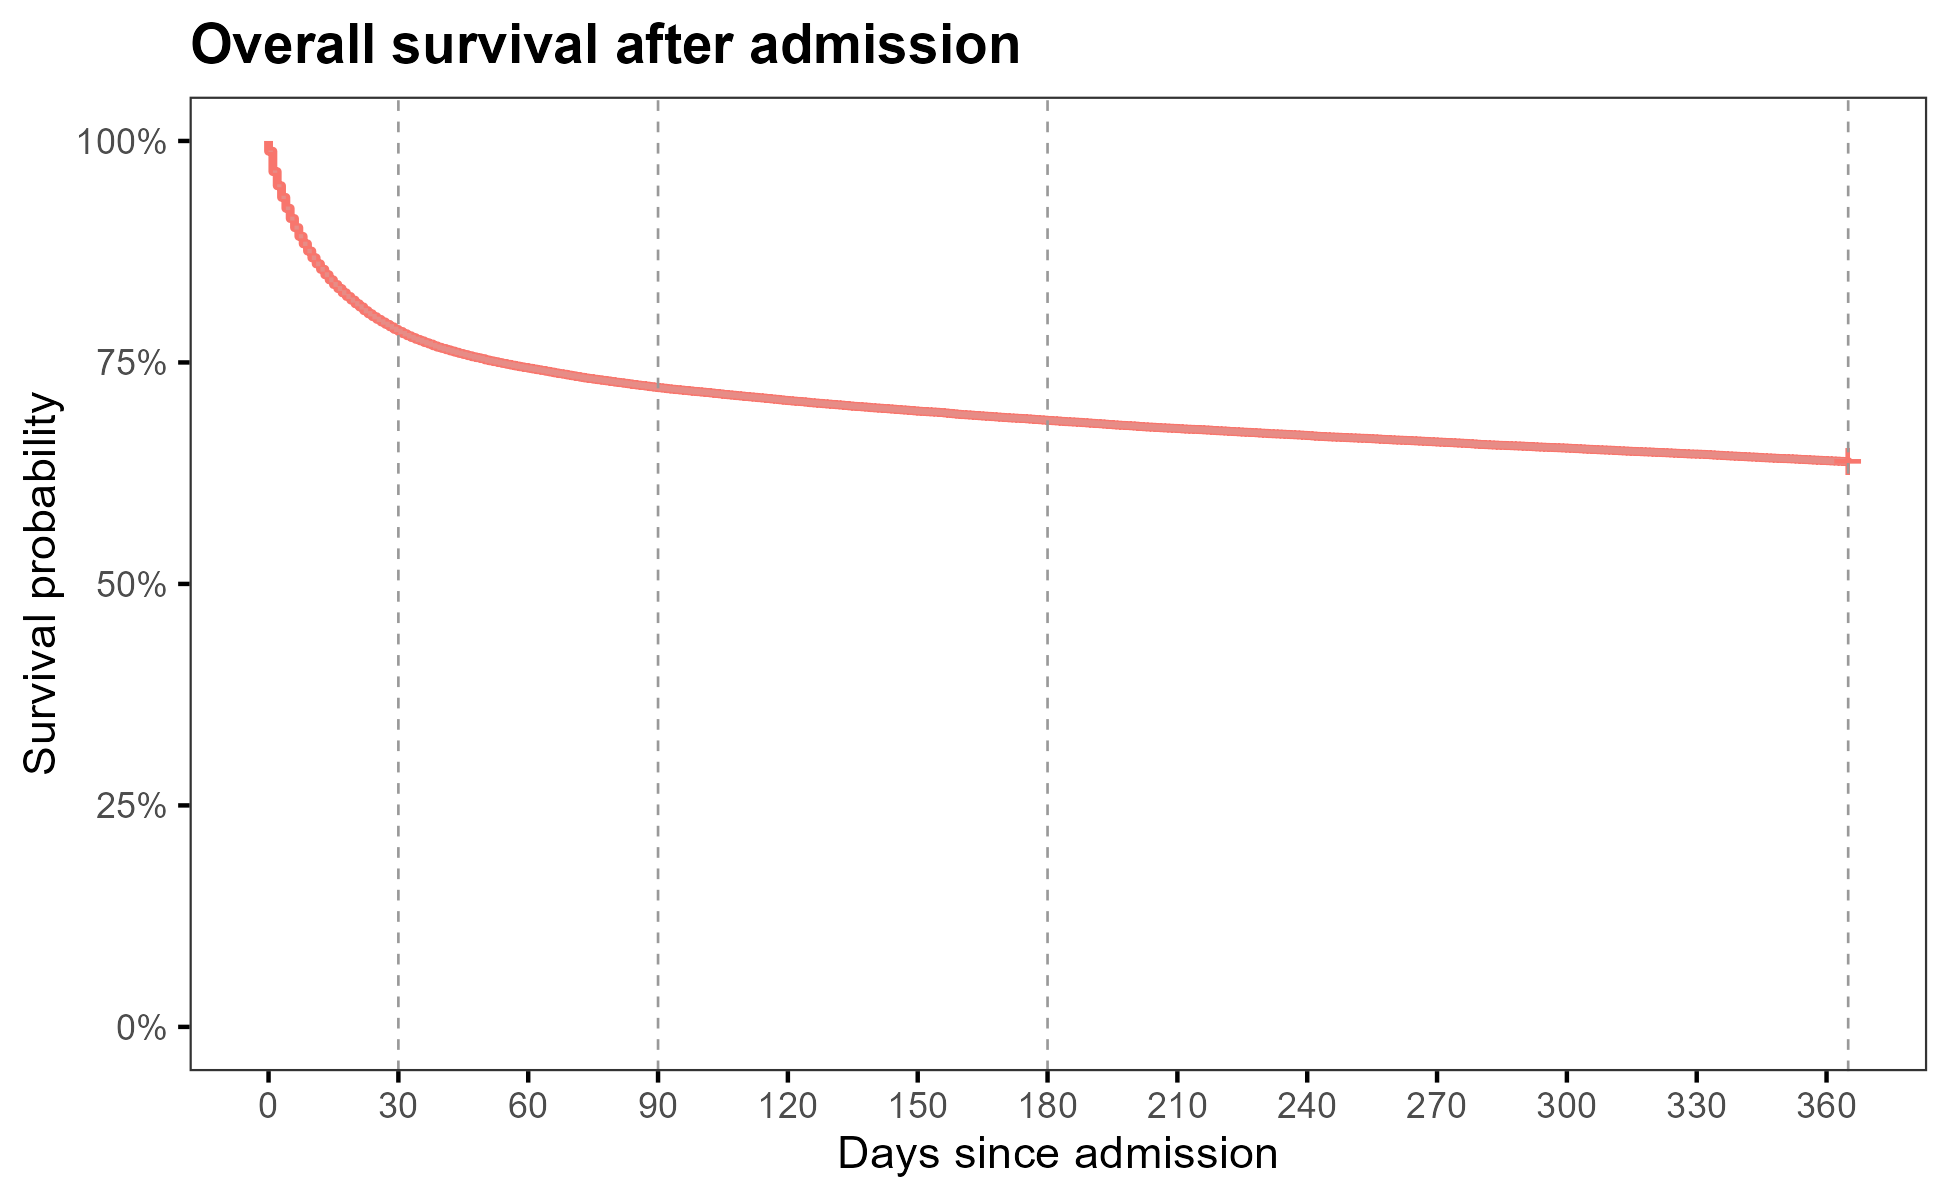 Overall survival after admission
100%
75%
50%
25%
0%
Survival probability
0 30 60 90 120 150 180 210 240 270 300 330 360
Days since admission